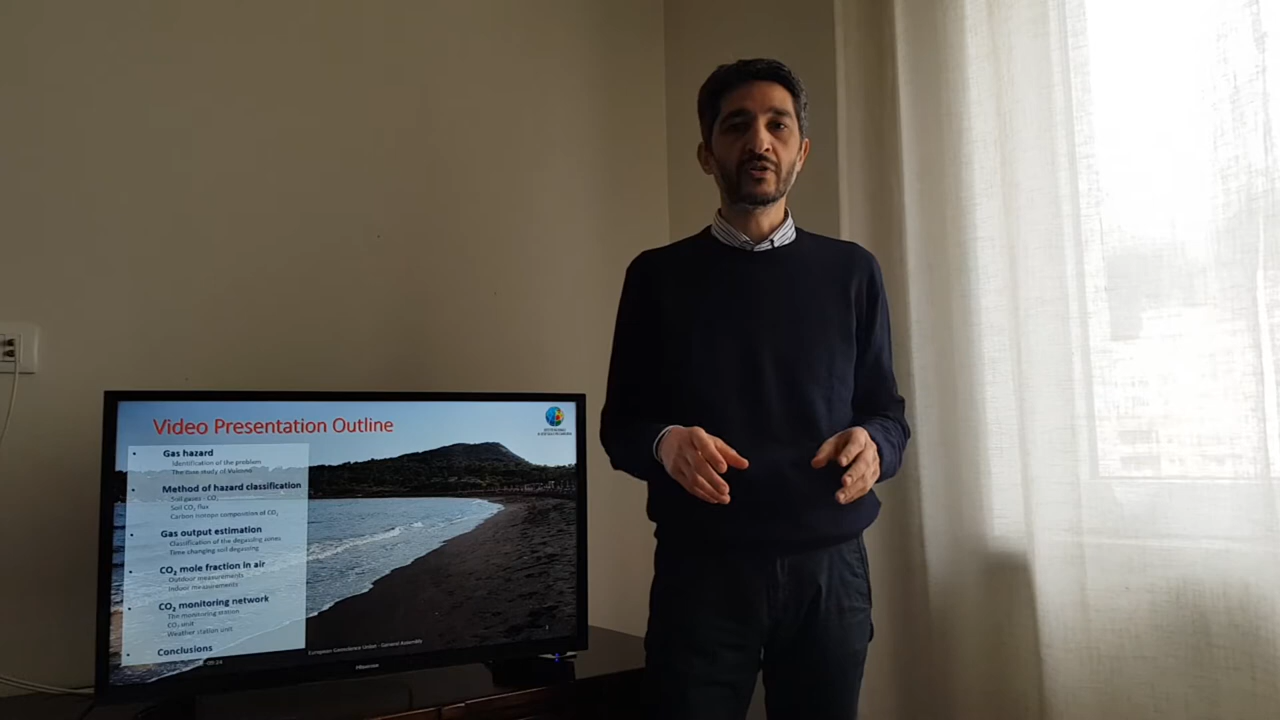 Video Presentation Outline
• Gas hazard
Identification of the problem
The case study of Vulcano
• Method of hazard classification
Soil gases - CO₂
Soil CO₂ flux
Carbon isotope composition of CO₂
• Gas output estimation
Classification of the degassing zones
Time changing soil degassing
• CO₂ mole fraction in air
Outdoor measurements
Indoor measurements
• CO₂ monitoring network
The monitoring station
CO₂ unit
Weather station unit
• Conclusions
European Geoscience Union - General Assembly
Hisense